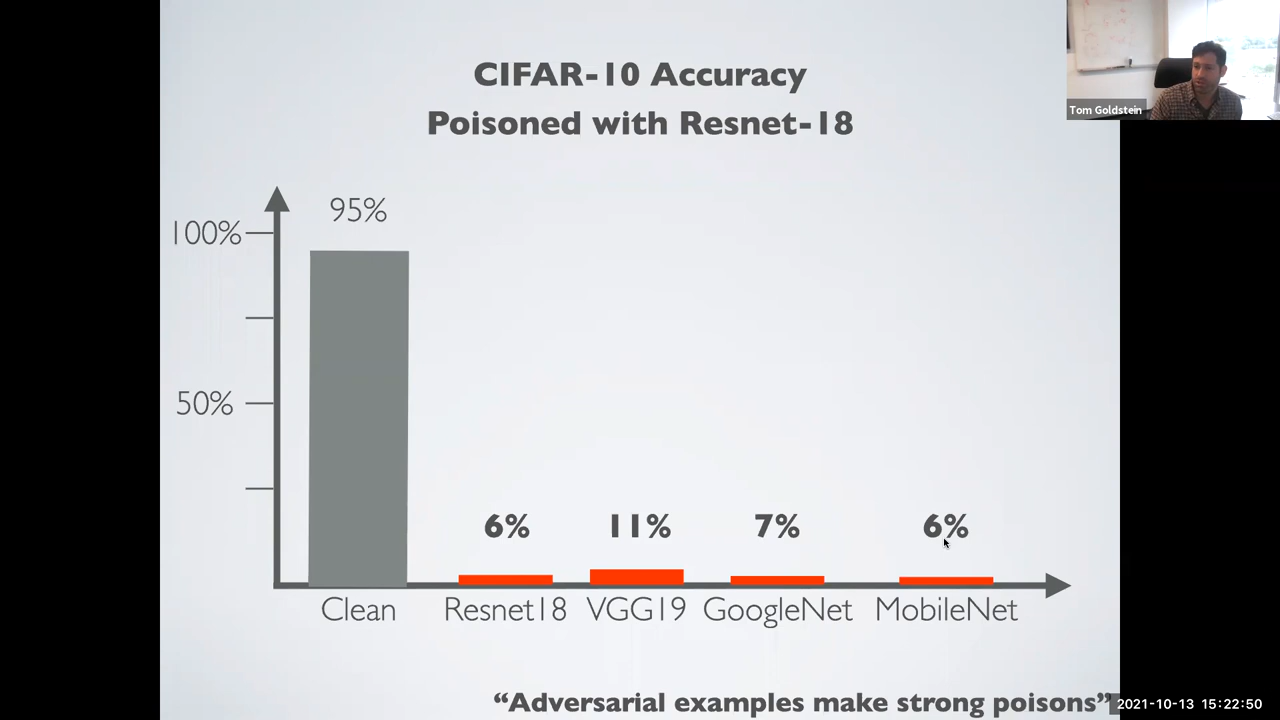 CIFAR-10 Accuracy
Poisoned with Resnet-18
Tom Goldstein
95%
100%
50%
6%
11%
7%
6%
Clean
Resnet18
VGG19
GoogleNet
MobileNet
“Adversarial examples make strong poisons”
2021-10-13 15:22:50